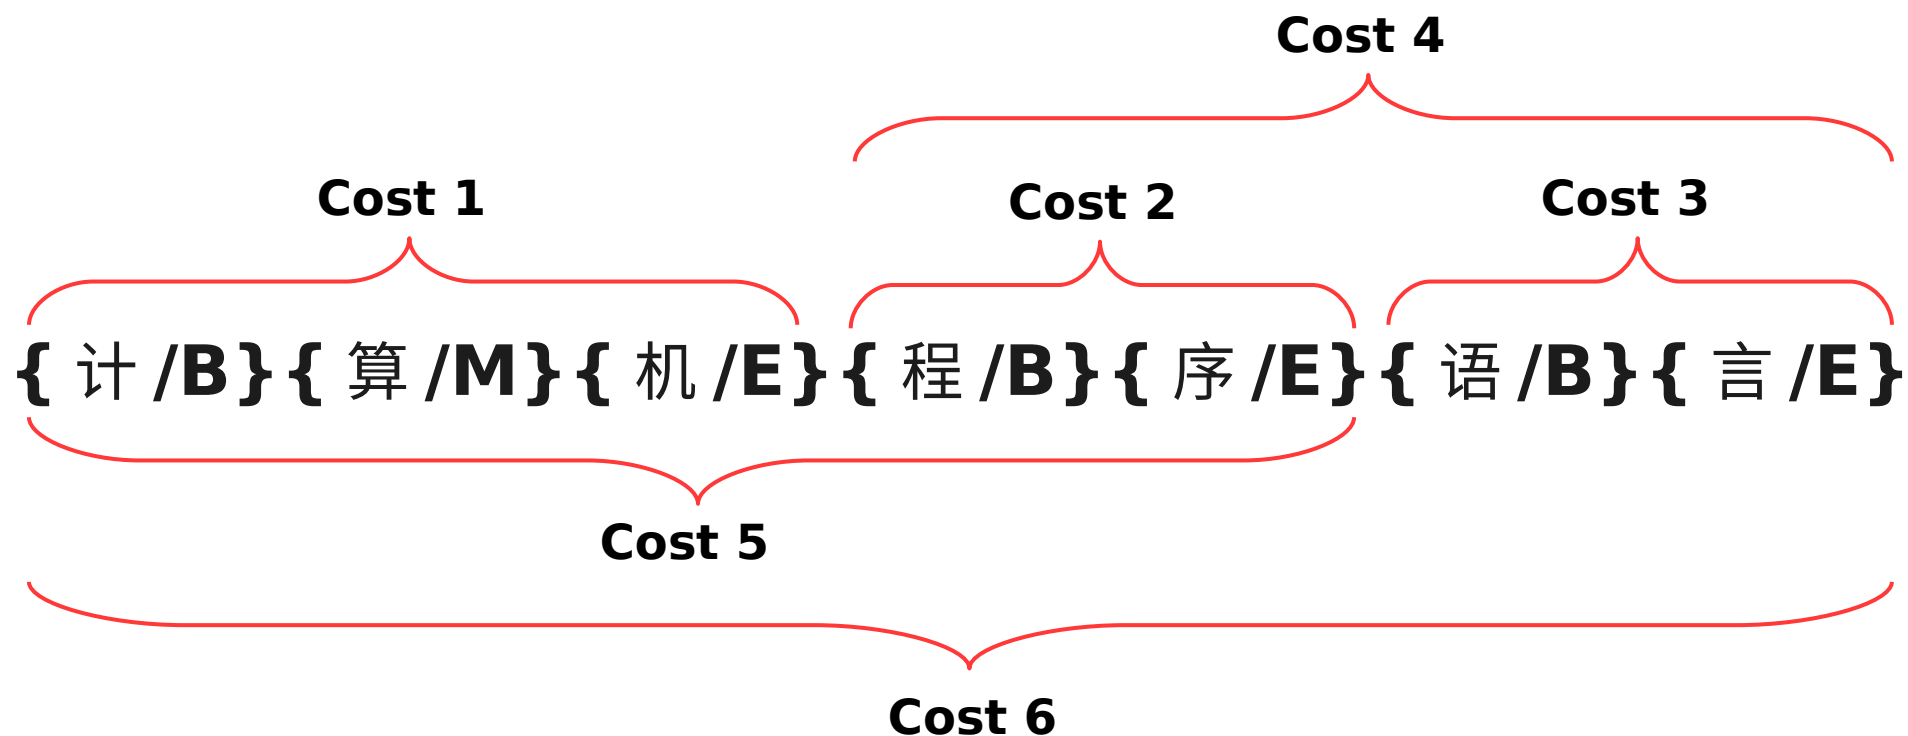 Cost 4
Cost 1 Cost 2 Cost 3
{ 计 /B}{ 算 /M}{ 机 /E}{ 程 /B}{ 序 /E}{ 语 /B}{ 言 /E}
Cost 5
Cost 6